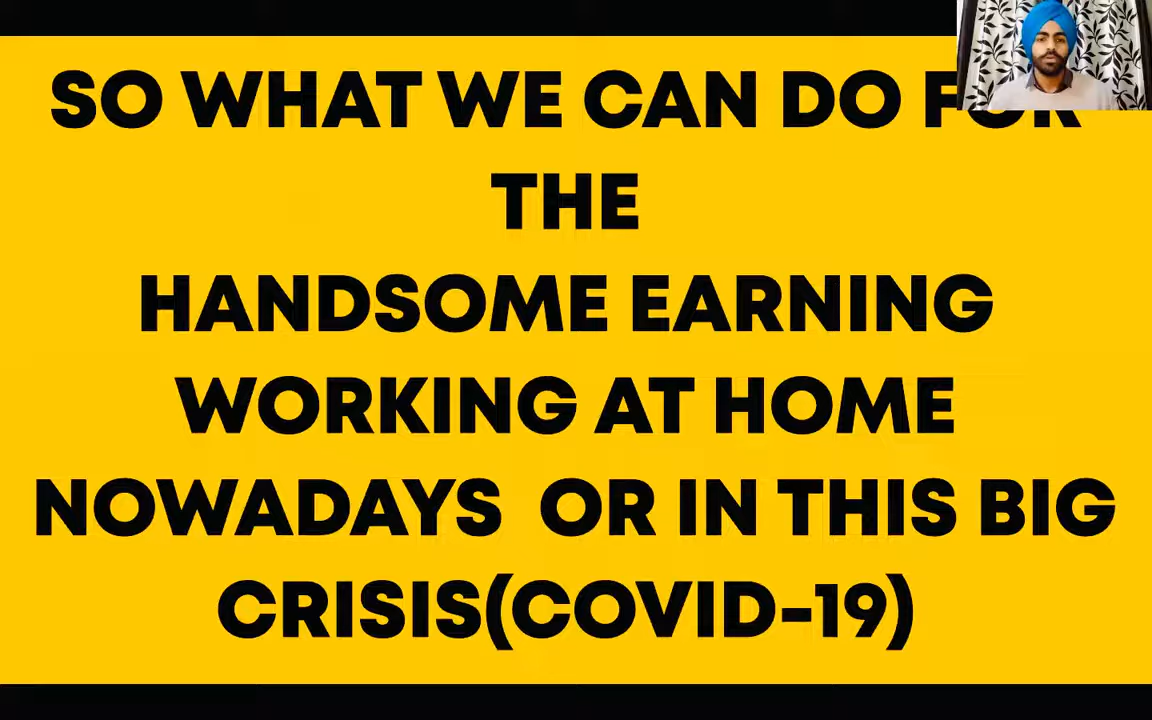 SO WHAT WE CAN DO FOR
THE
HANDSOME EARNING
WORKING AT HOME
NOWADAYS  OR IN THIS BIG
CRISIS(COVID-19)